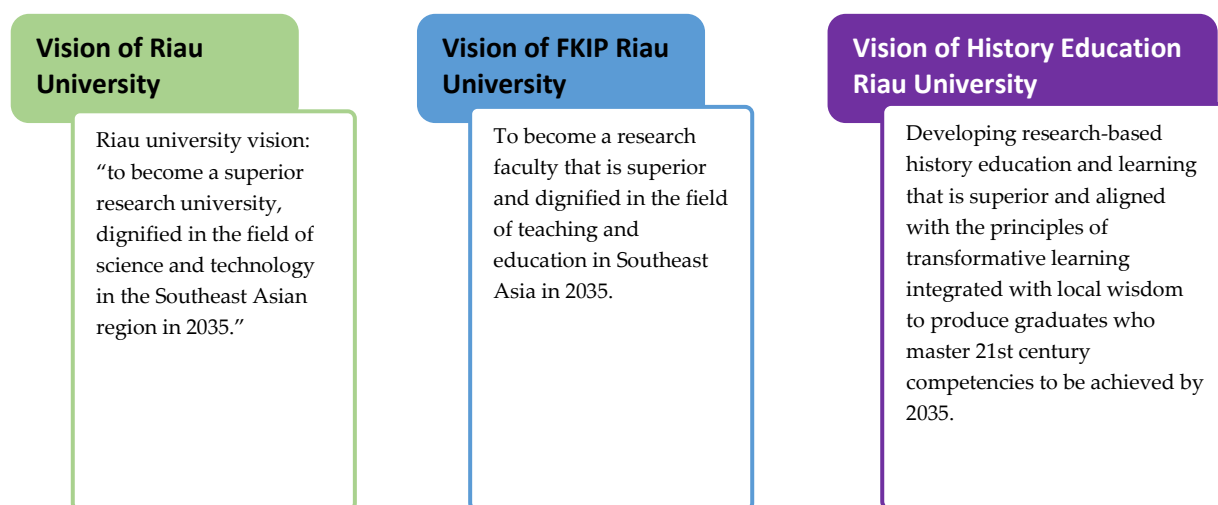 Vision of Riau
University
Riau university vision:
“to become a superior
research university,
dignified in the field of
science and technology
in the Southeast Asian
region in 2035.”
Vision of FKIP Riau
University
To become a research
faculty that is superior
and dignified in the field
of teaching and
education in Southeast
Asia in 2035.
Vision of History Education
Riau University
Developing research-based
history education and learning
that is superior and aligned
with the principles of
transformative learning
integrated with local wisdom
to produce graduates who
master 21st century
competencies to be achieved by
2035.